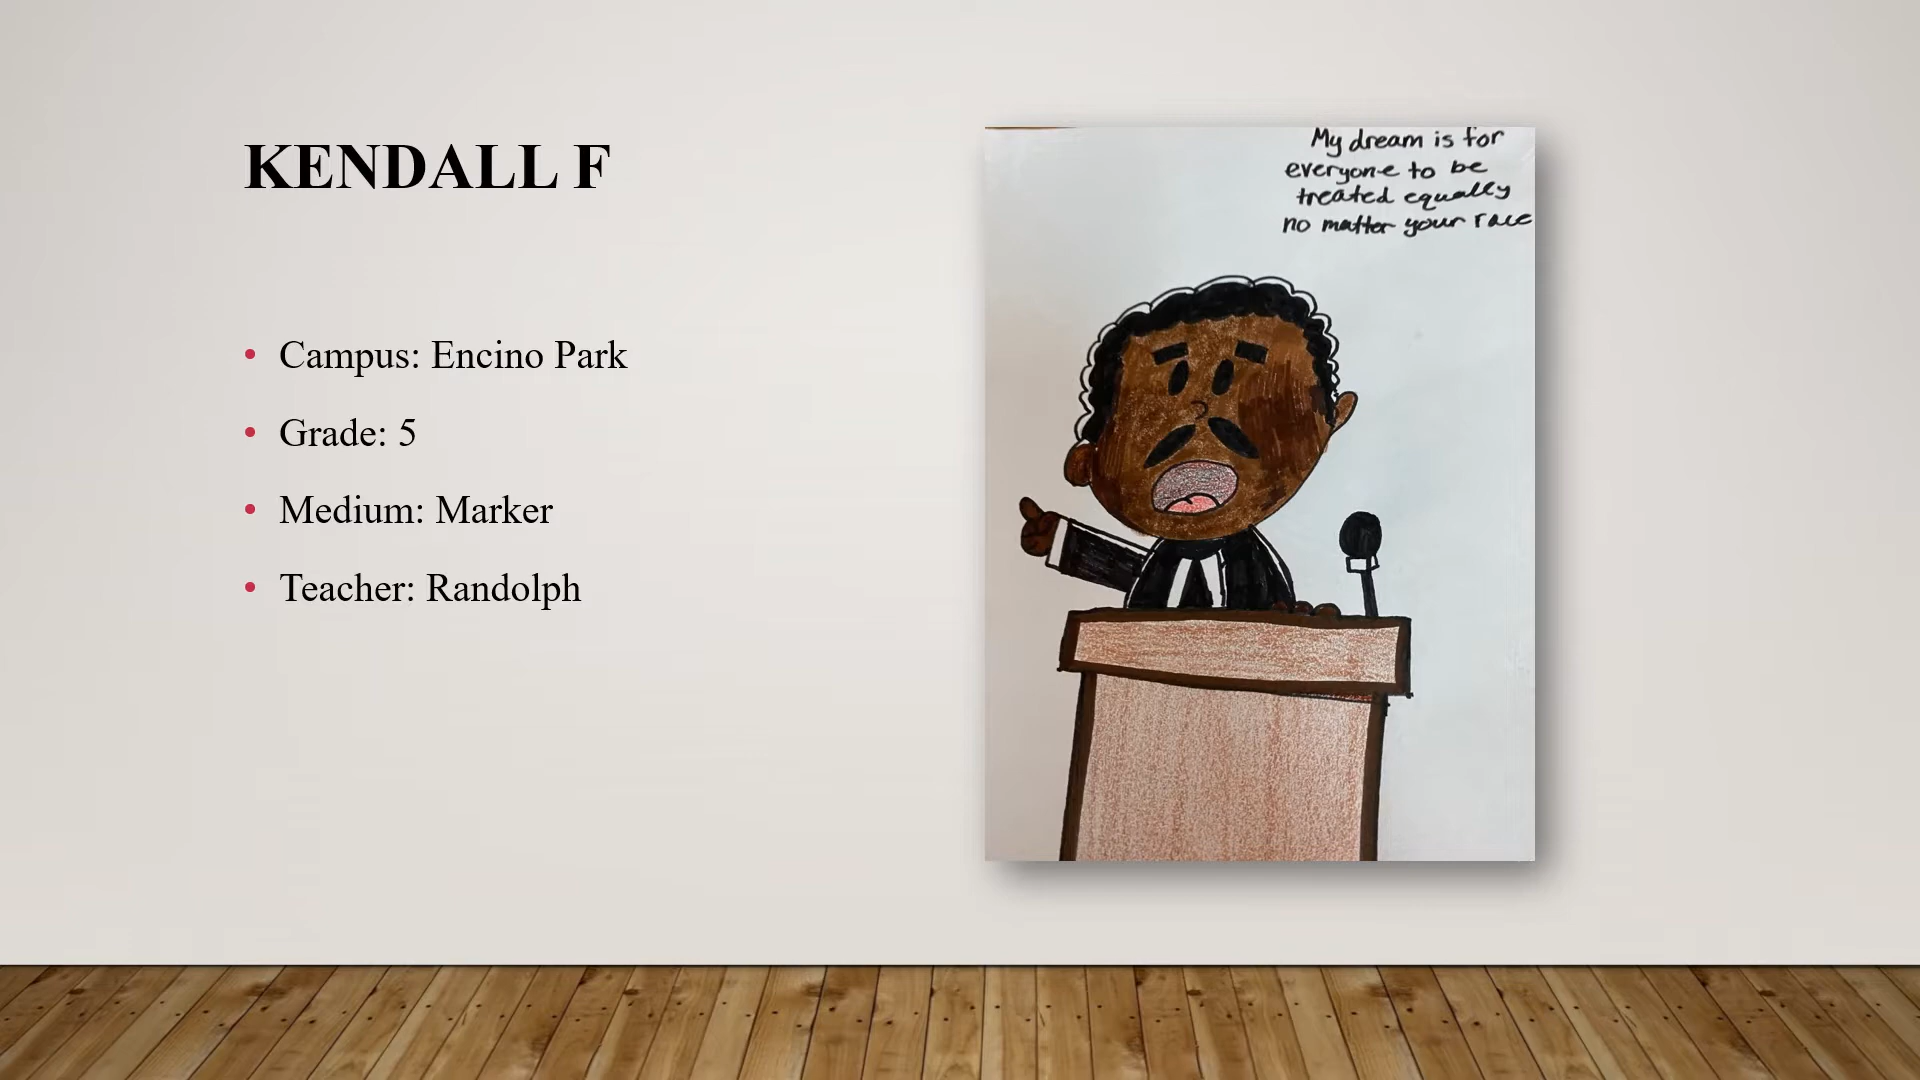 KENDALL F
Campus: Encino Park
Grade: 5
Medium: Marker
Teacher: Randolph
My dream is for
everyone to be
treated equally
no matter your race